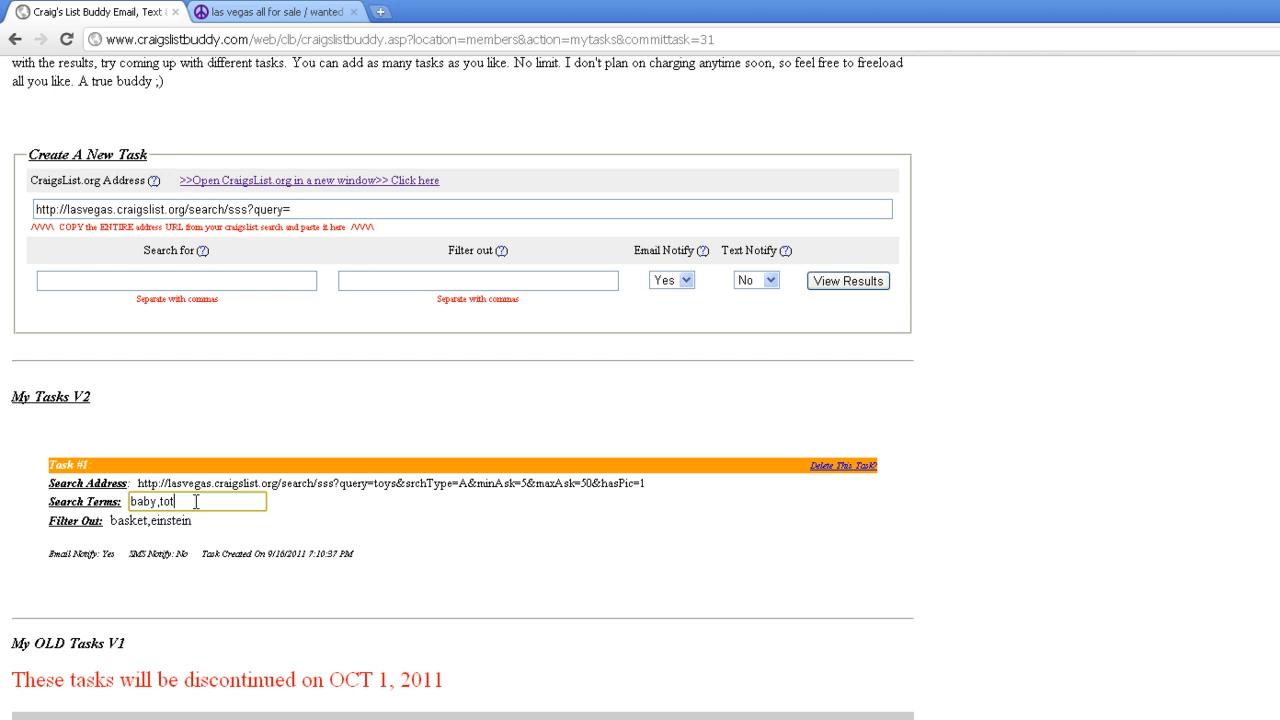 Craig's List Buddy Email, Text &
las vegas all for sale / wanted
www.craigslistbuddy.com/web/clb/craigslistbuddy.asp?location=members&action=mytasks&committask=31
with the results, try coming up with different tasks. You can add as many tasks as you like. No limit. I don't plan on charging anytime soon, so feel free to freeload
all you like. A true buddy ;)
Create A New Task
CraigsList.org Address (?) >>Open CraigsList.org in a new window>> Click here
http://lasvegas.craigslist.org/search/sss?query=
/\/\/\/\ COPY the ENTIRE address URL from your craigslist search and paste it here /\/\/\/\
Search for (?) Filter out (?) Email Notify (?) Text Notify (?)
Yes No View Results
Separate with commas Separate with commas
My Tasks V2
Task #1: Delete This Task?
Search Address: http://lasvegas.craigslist.org/search/sss?query=toys&srchType=A&minAsk=5&maxAsk=50&hasPic=1
Search Terms: baby,tot
Filter Out: basket,einstein
Email Notify: Yes SMS Notify: No Task Created On 9/16/2011 7:10:37 PM
My OLD Tasks V1
These tasks will be discontinued on OCT 1, 2011